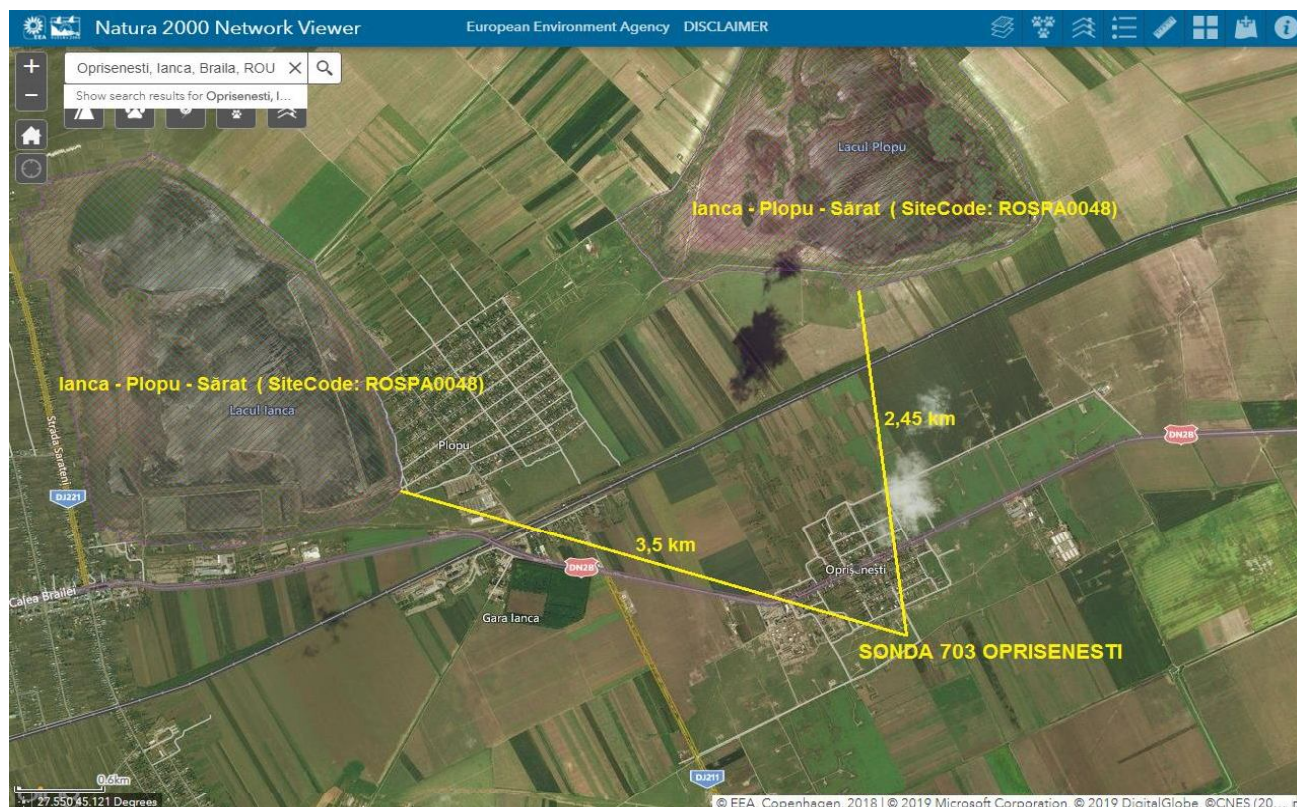 Natura 2000 Network Viewer
European Environment Agency DISCLAIMER
Oprisenesti, Ianca, Braila, ROU
Show search results for Oprisenesti, I...
Lacul Plopu
Ianca - Plopu - Sărat ( SiteCode: ROSPA0048)
Ianca - Plopu - Sărat ( SiteCode: ROSPA0048)
Lacul Ianca
Strada Sarateni
Plopu
2,45 km
DN2B
DJ221
3,5 km
DN2B
Oprisenesti
Calea Brailei
Gara Ianca
SONDA 703 OPRISENESTI
0.6km
DJ211
27.550 45.121 Degrees
© EEA, Copenhagen, 2018 | © 2019 Microsoft Corporation © 2019 DigitalGlobe ©CNES (20...